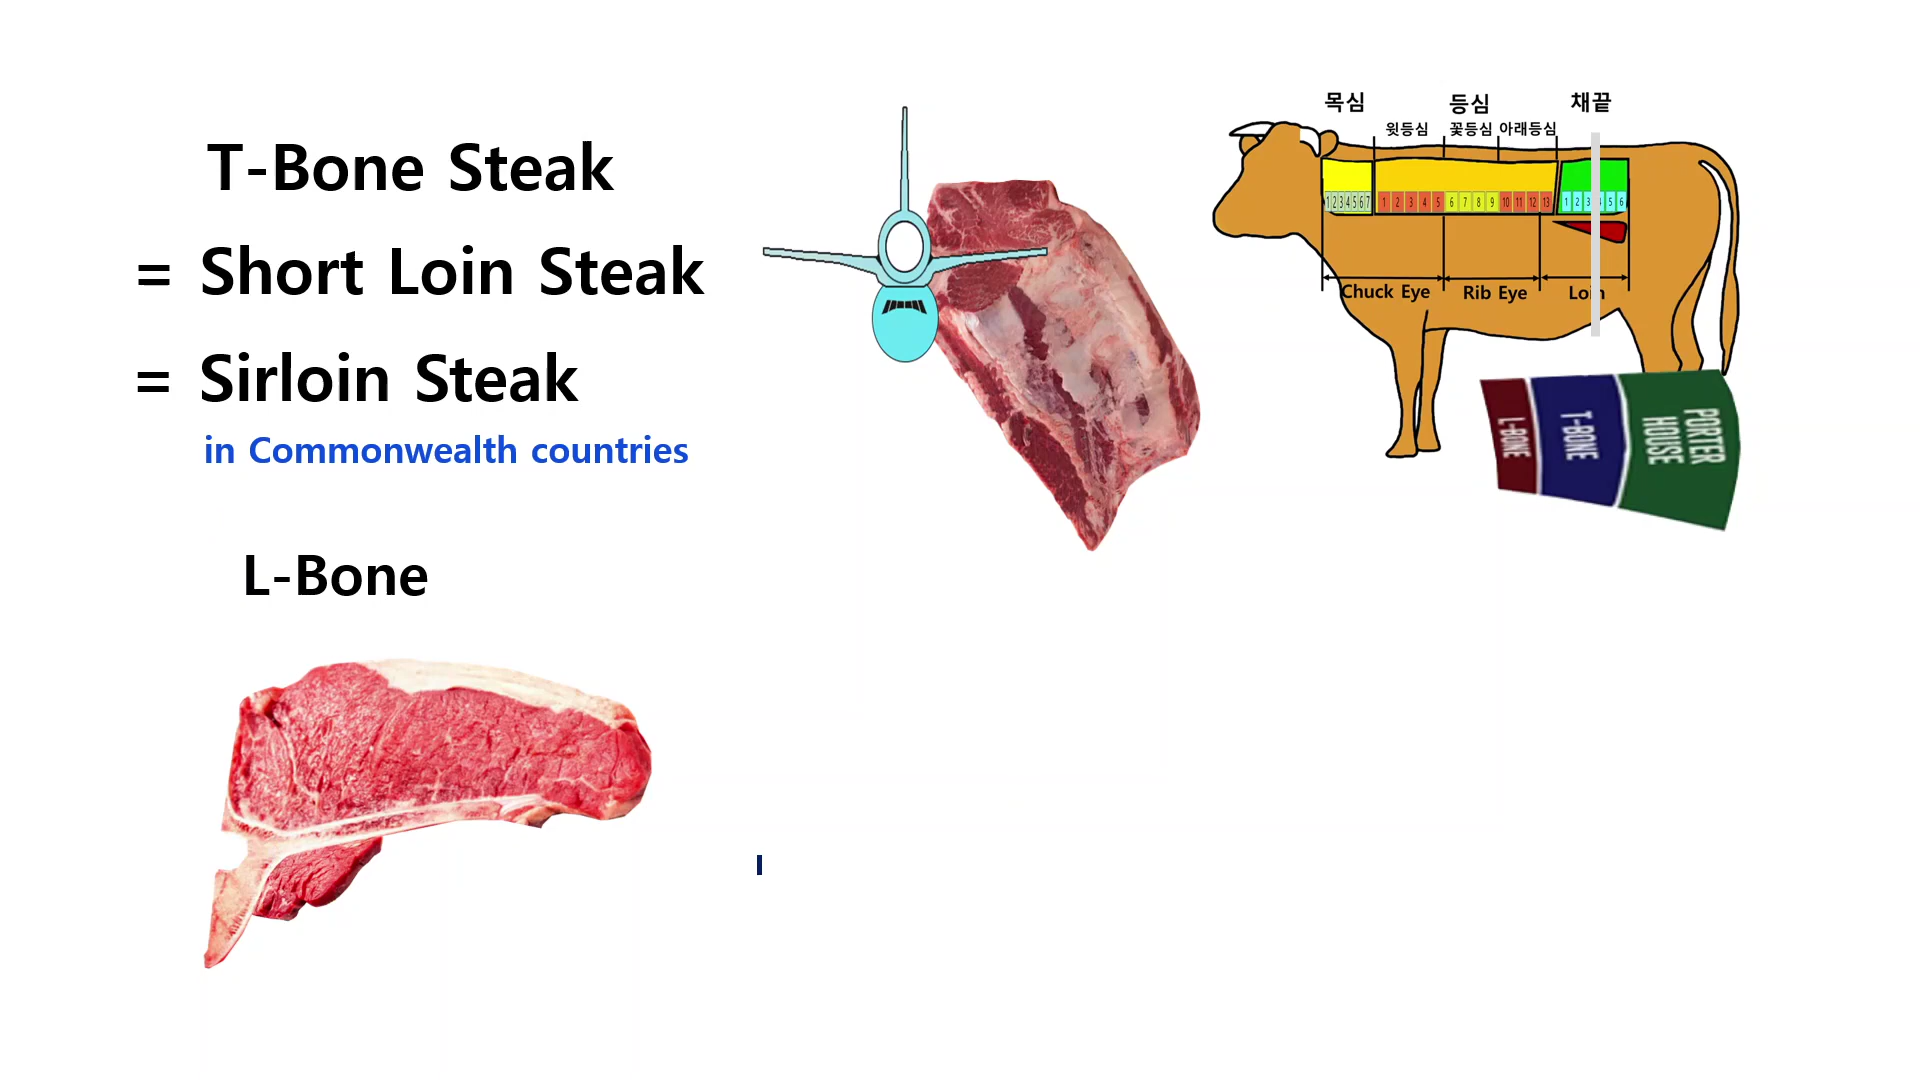 T-Bone Steak
= Short Loin Steak
= Sirloin Steak
in Commonwealth countries
L-Bone
목심
등심
채끝
윗등심
꽃등심
아래등심
1 2 3 4 5 6 7
1 2 3 4 5 6 7 8 9 10 11 12 13
1 2 3 5 6
Chuck Eye
Rib Eye
Loin
L-BONE
T-BONE
PORTER
HOUSE